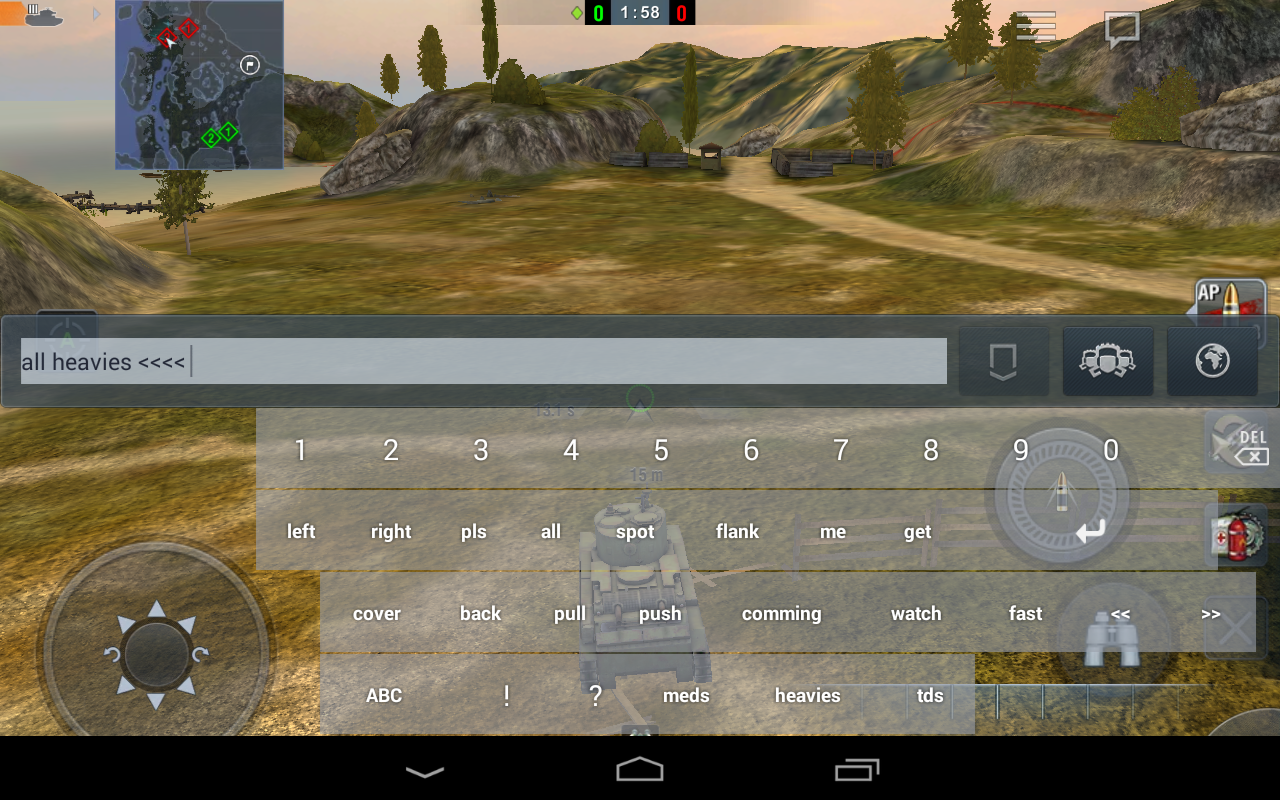 0 1:58 0
2 1
AP
all heavies <<<<
13.1 s
1 2 3 4 5 6 7 8 9 0
DEL
15 m
left right pls all spot flank me get
cover back pull push comming watch fast << >>
ABC ! ? meds heavies tds